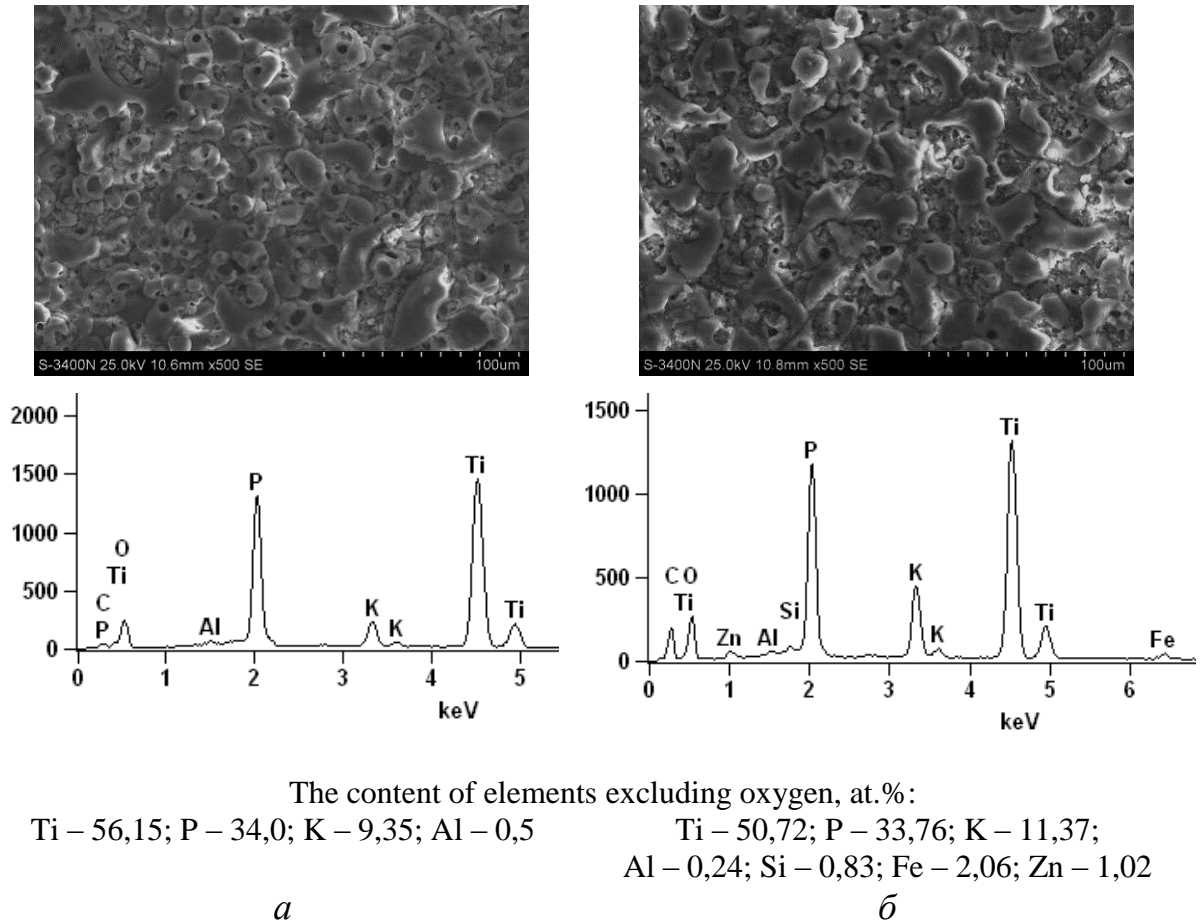 S-3400N 25.0kV 10.6mm x500 SE 100um
S-3400N 25.0kV 10.8mm x500 SE 100um
2000
1500
1000
500
0
O
Ti
C
P
Al
P
K
K
Ti
Ti
0 1 2 3 4 5
keV
1500
1000
500
0
C O
Ti
Zn
Al
Si
P
K
K
Ti
Ti
Fe
0 1 2 3 4 5 6
keV
The content of elements excluding oxygen, at.%:
Ti – 56,15; P – 34,0; K – 9,35; Al – 0,5
Ti – 50,72; P – 33,76; K – 11,37;
Al – 0,24; Si – 0,83; Fe – 2,06; Zn – 1,02
а
б